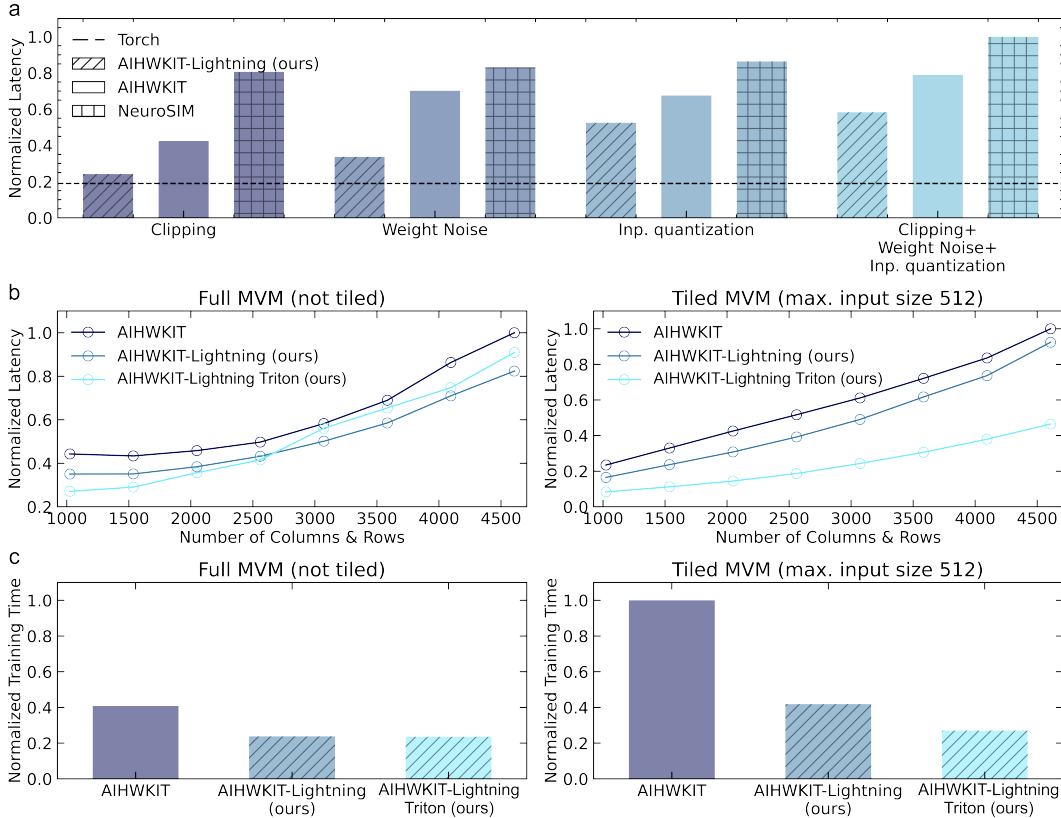 a
Normalized Latency
1.0
0.8
0.6
0.4
0.2
0.0
Torch
AIHWKIT-Lightning (ours)
AIHWKIT
NeuroSIM
Clipping
Weight Noise
Inp. quantization
Clipping+
Weight Noise+
Inp. quantization
b
Full MVM (not tiled)
Normalized Latency
1.0
0.8
0.6
0.4
0.2
AIHWKIT
AIHWKIT-Lightning (ours)
AIHWKIT-Lightning Triton (ours)
1000 1500 2000 2500 3000 3500 4000 4500
Number of Columns & Rows
Tiled MVM (max. input size 512)
Normalized Latency
1.0
0.8
0.6
0.4
0.2
0.0
AIHWKIT
AIHWKIT-Lightning (ours)
AIHWKIT-Lightning Triton (ours)
1000 1500 2000 2500 3000 3500 4000 4500
Number of Columns & Rows
c
Full MVM (not tiled)
Normalized Training Time
1.0
0.8
0.6
0.4
0.2
0.0
AIHWKIT
AIHWKIT-Lightning
(ours)
AIHWKIT-Lightning
Triton (ours)
Tiled MVM (max. input size 512)
Normalized Training Time
1.0
0.8
0.6
0.4
0.2
0.0
AIHWKIT
AIHWKIT-Lightning
(ours)
AIHWKIT-Lightning
Triton (ours)